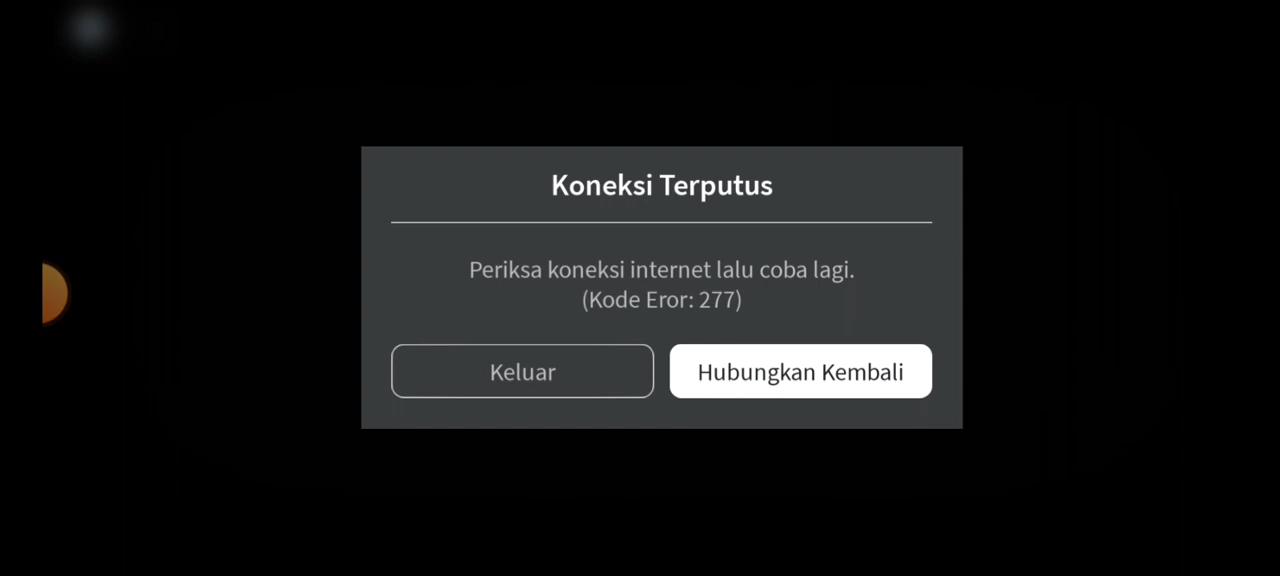 Koneksi Terputus
Periksa koneksi internet lalu coba lagi.
(Kode Eror: 277)
Keluar
Hubungkan Kembali